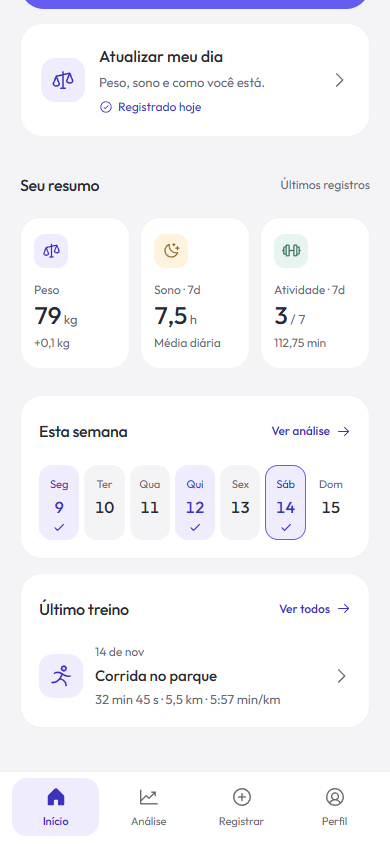 Atualizar meu dia
Peso, sono e como você está.
Registrado hoje
Seu resumo
Últimos registros
Peso
79 kg
+0,1 kg
Sono · 7d
7,5 h
Média diária
Atividade · 7d
3 / 7
112,75 min
Esta semana
Ver análise
Seg
9
Ter
10
Qua
11
Qui
12
Sex
13
Sáb
14
Dom
15
Último treino
Ver todos
14 de nov
Corrida no parque
32 min 45 s · 5,5 km · 5:57 min/km
Início
Análise
Registrar
Perfil